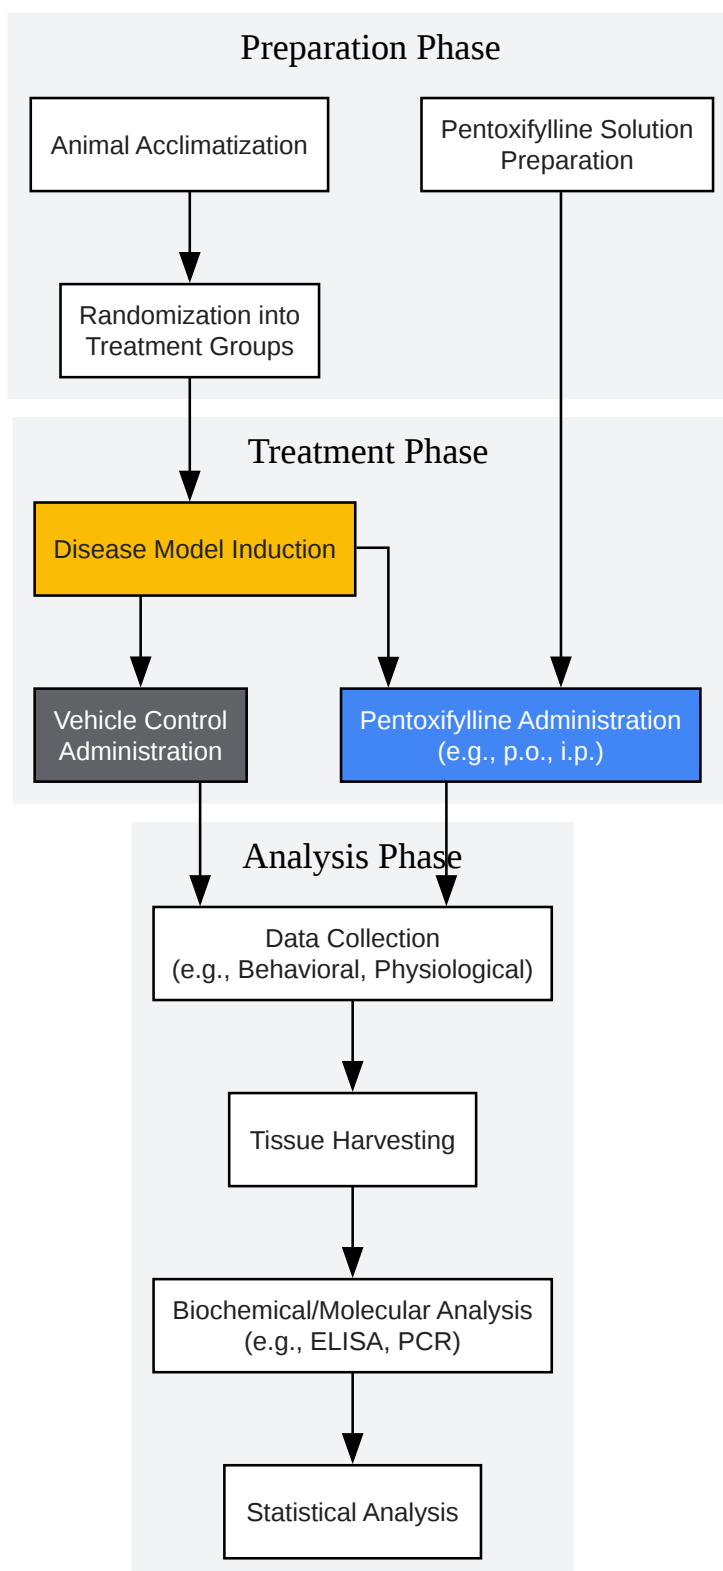 Preparation Phase
Animal Acclimatization
Pentoxifylline Solution
Preparation
Randomization into
Treatment Groups
Treatment Phase
Disease Model Induction
Vehicle Control
Administration
Pentoxifylline Administration
(e.g., p.o., i.p.)
Analysis Phase
Data Collection
(e.g., Behavioral, Physiological)
Tissue Harvesting
Biochemical/Molecular Analysis
(e.g., ELISA, PCR)
Statistical Analysis